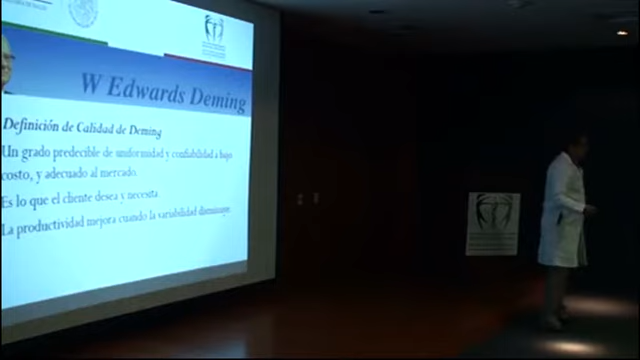 W Edwards Deming
Definición de Calidad de Deming
Un grado predecible de uniformidad y confiabilidad a bajo
costo, y adecuado al mercado.
Es lo que el cliente desea y necesita
La productividad mejora cuando la variabilidad disminuye